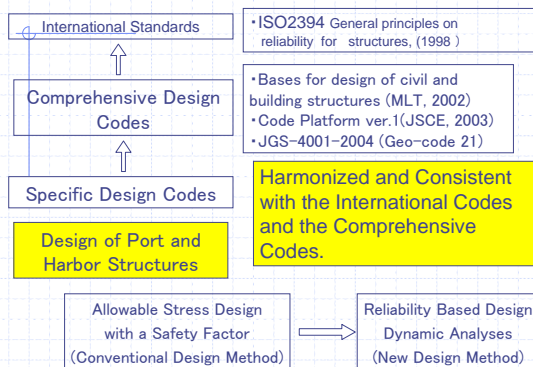 International Standards
・ISO2394 General principles on
reliability for structures, (1998 )
Comprehensive Design
Codes
・Bases for design of civil and
building structures (MLT, 2002)
・Code Platform ver.1(JSCE, 2003)
・JGS-4001-2004 (Geo-code 21)
Specific Design Codes
Harmonized and Consistent
with the International Codes
and the Comprehensive
Codes.
Design of Port and
Harbor Structures
Allowable Stress Design
with a Safety Factor
(Conventional Design Method)
Reliability Based Design
Dynamic Analyses
(New Design Method)